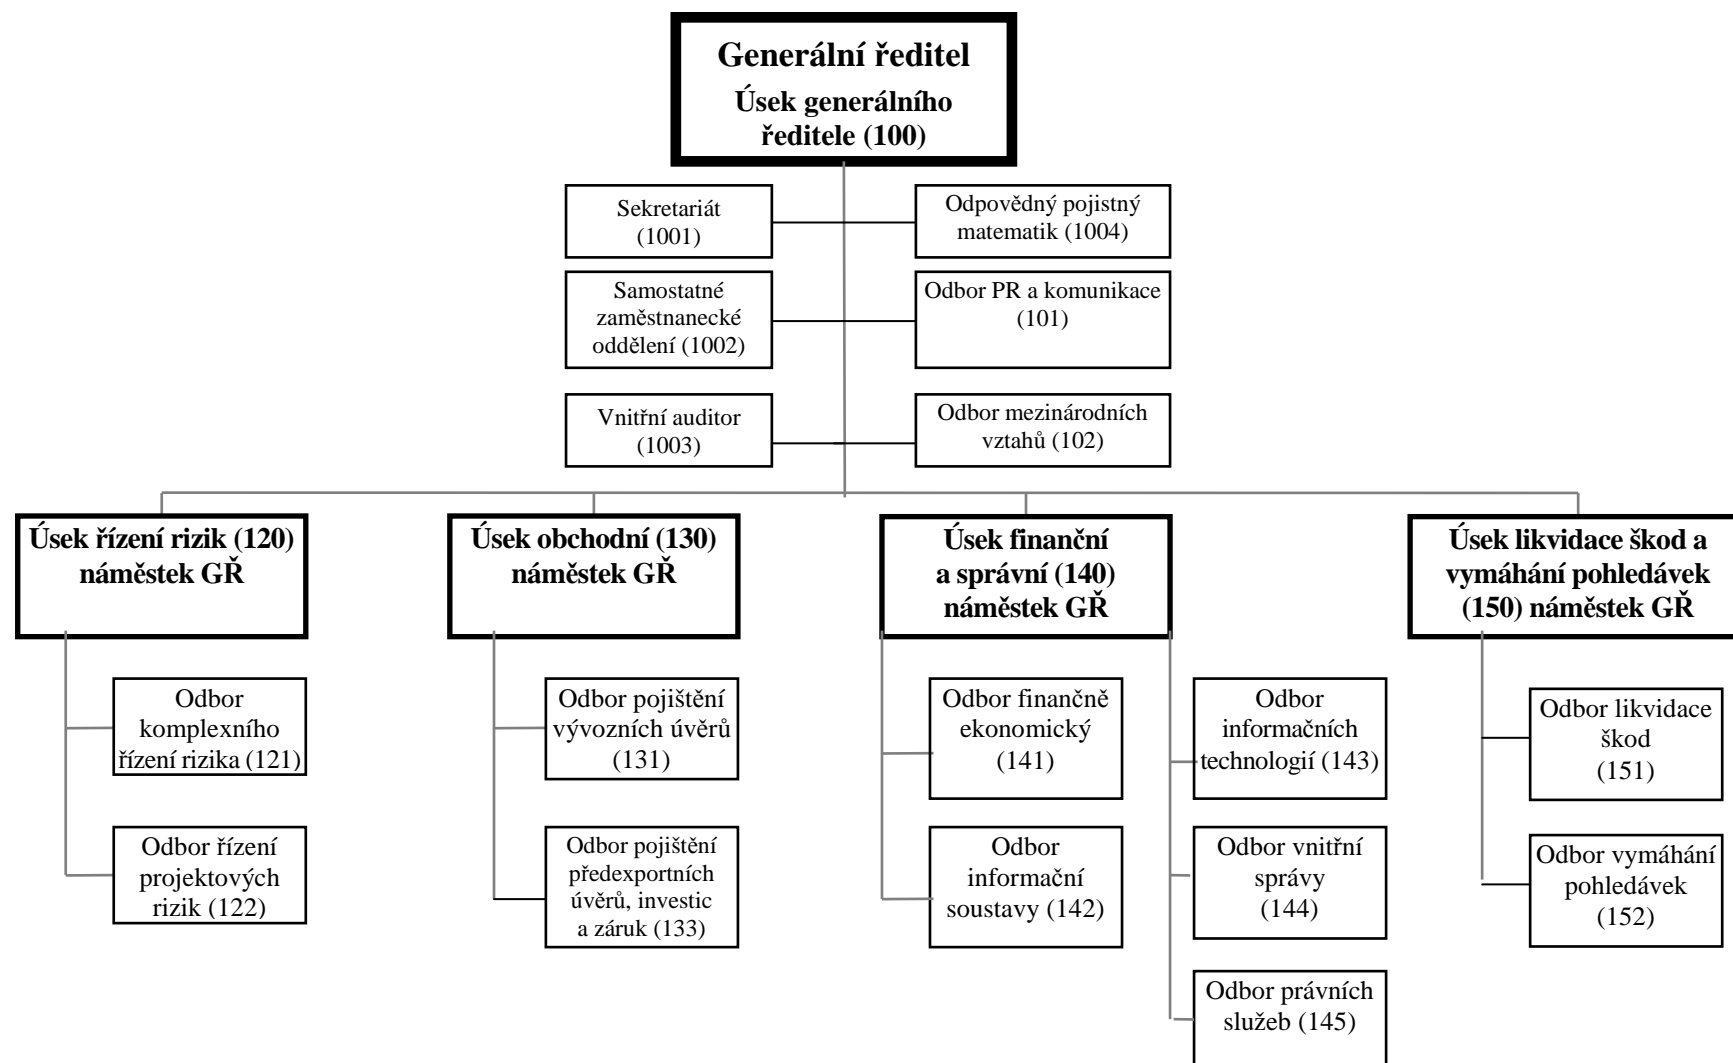 Generální ředitel
Úsek generálního
ředitele (100)
Sekretariát
(1001)
Odpovědný pojistný
matematik (1004)
Samostatné
zaměstnanecké
oddělení (1002)
Odbor PR a komunikace
(101)
Vnitřní auditor
(1003)
Odbor mezinárodních
vztahů (102)
Úsek řízení rizik (120)
náměstek GŘ
Úsek obchodní (130)
náměstek GŘ
Úsek finanční
a správní (140)
náměstek GŘ
Úsek likvidace škod a
vymáhání pohledávek
(150) náměstek GŘ
Odbor
komplexního
řízení rizika (121)
Odbor pojištění
vývozních úvěrů
(131)
Odbor finančně
ekonomický
(141)
Odbor
informačních
technologií (143)
Odbor likvidace
škod
(151)
Odbor řízení
projektových
rizik (122)
Odbor pojištění
předexportních
úvěrů, investic
a záruk (133)
Odbor
informační
soustavy (142)
Odbor vnitřní
správy
(144)
Odbor vymáhání
pohledávek
(152)
Odbor právních
služeb (145)